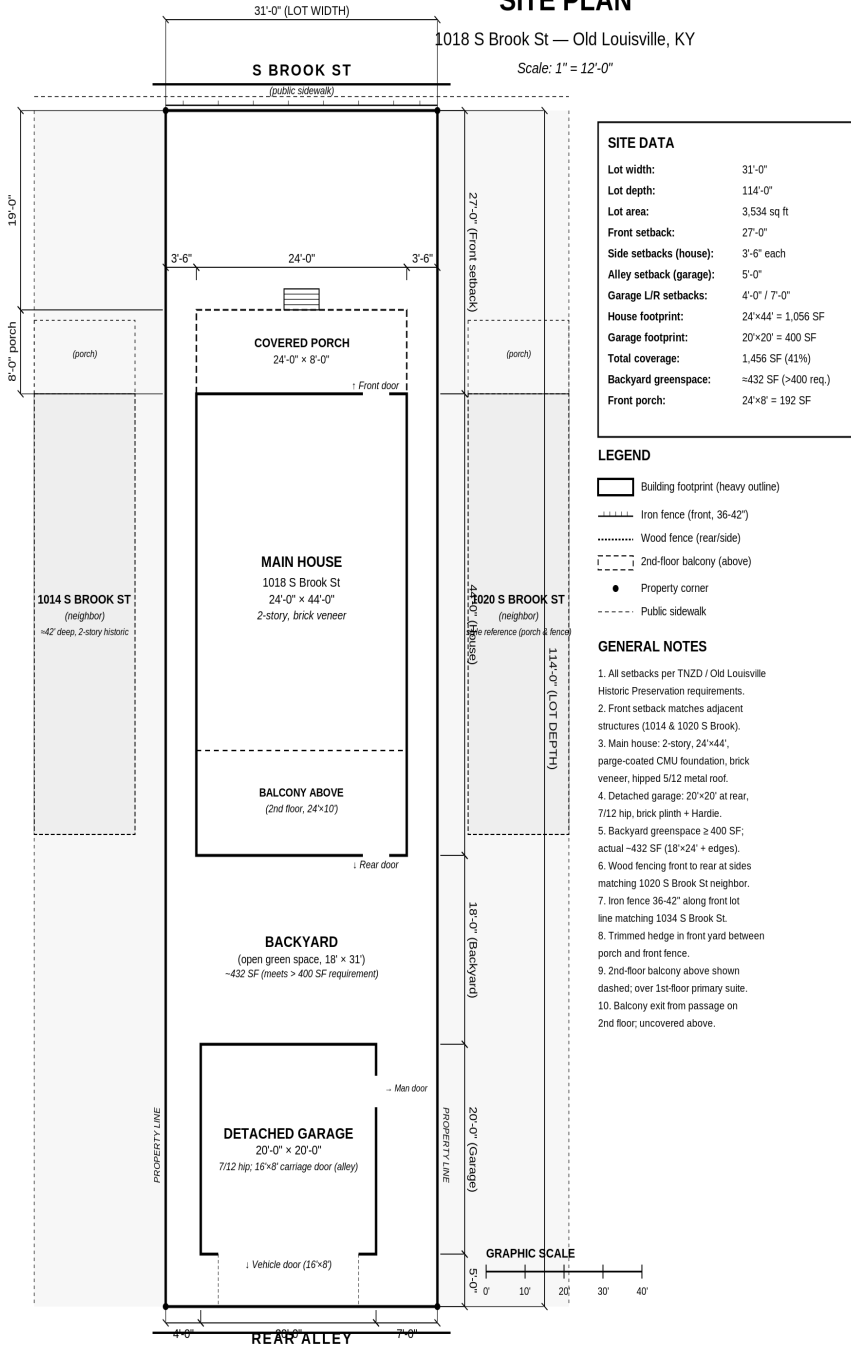 SITE PLAN
1018 S Brook St — Old Louisville, KY
Scale: 1" = 12'-0"
31'-0" (LOT WIDTH)
S BROOK ST
(public sidewalk)
19'-0"
8'-0" porch
27'-0" (Front setback)
3'-6"
24'-0"
3'-6"
COVERED PORCH
24'-0" × 8'-0"
↑ Front door
(porch)
(porch)
MAIN HOUSE
1018 S Brook St
24'-0" × 44'-0"
2-story, brick veneer
1014 S BROOK ST
(neighbor)
≈42' deep, 2-story historic
1020 S BROOK ST
(neighbor)
style reference (porch & fence)
44'-0" (House)
114'-0" (LOT DEPTH)
BALCONY ABOVE
(2nd floor, 24'×10')
↓ Rear door
BACKYARD
(open green space, 18' × 31')
~432 SF (meets > 400 SF requirement)
18'-0" (Backyard)
→ Man door
DETACHED GARAGE
20'-0" × 20'-0"
7/12 hip; 16'×8' carriage door (alley)
PROPERTY LINE
PROPERTY LINE
20'-0" (Garage)
↓ Vehicle door (16'×8')
5'-0"
4'-0"
20'-0"
7'-0"
REAR ALLEY
SITE DATA
Lot width: 31'-0"
Lot depth: 114'-0"
Lot area: 3,534 sq ft
Front setback: 27'-0"
Side setbacks (house): 3'-6" each
Alley setback (garage): 5'-0"
Garage L/R setbacks: 4'-0" / 7'-0"
House footprint: 24'×44' = 1,056 SF
Garage footprint: 20'×20' = 400 SF
Total coverage: 1,456 SF (41%)
Backyard greenspace: ≈432 SF (>400 req.)
Front porch: 24'×8' = 192 SF
LEGEND
Building footprint (heavy outline)
Iron fence (front, 36-42")
Wood fence (rear/side)
2nd-floor balcony (above)
Property corner
Public sidewalk
GENERAL NOTES
1. All setbacks per TNZD / Old Louisville
Historic Preservation requirements.
2. Front setback matches adjacent
structures (1014 & 1020 S Brook).
3. Main house: 2-story, 24'×44',
parge-coated CMU foundation, brick
veneer, hipped 5/12 metal roof.
4. Detached garage: 20'×20' at rear,
7/12 hip, brick plinth + Hardie.
5. Backyard greenspace ≥ 400 SF;
actual ~432 SF (18'×24' + edges).
6. Wood fencing front to rear at sides
matching 1020 S Brook St neighbor.
7. Iron fence 36-42" along front lot
line matching 1034 S Brook St.
8. Trimmed hedge in front yard between
porch and front fence.
9. 2nd-floor balcony above shown
dashed; over 1st-floor primary suite.
10. Balcony exit from passage on
2nd floor; uncovered above.
GRAPHIC SCALE
0' 10' 20' 30' 40'